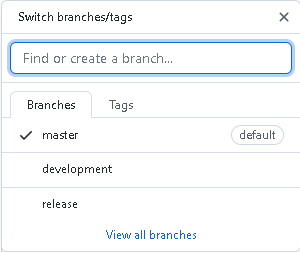 Switch branches/tags
Find or create a branch...
Branches Tags
master default
development
release
View all branches